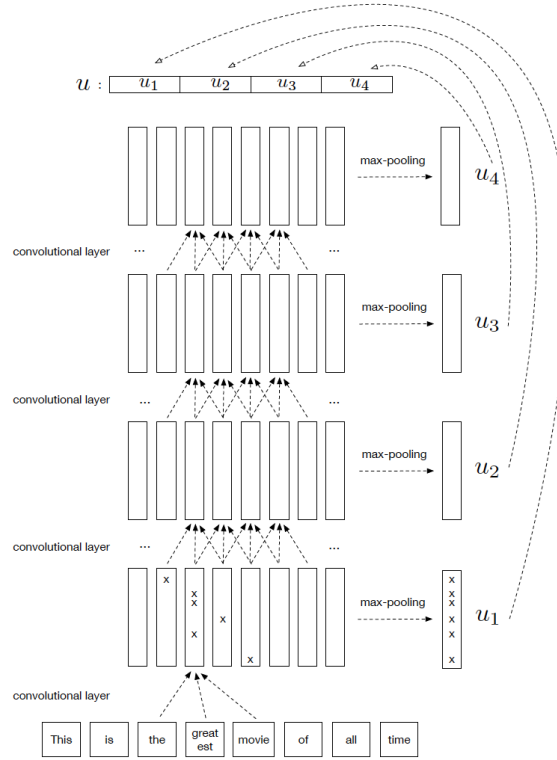 u : u1 u2 u3 u4
max-pooling u4
convolutional layer ... ...
max-pooling u3
convolutional layer ... ...
max-pooling u2
convolutional layer ... ...
x x
x x
x x
max-pooling u1
x x
x x
x x
convolutional layer
This is the great est movie of all time